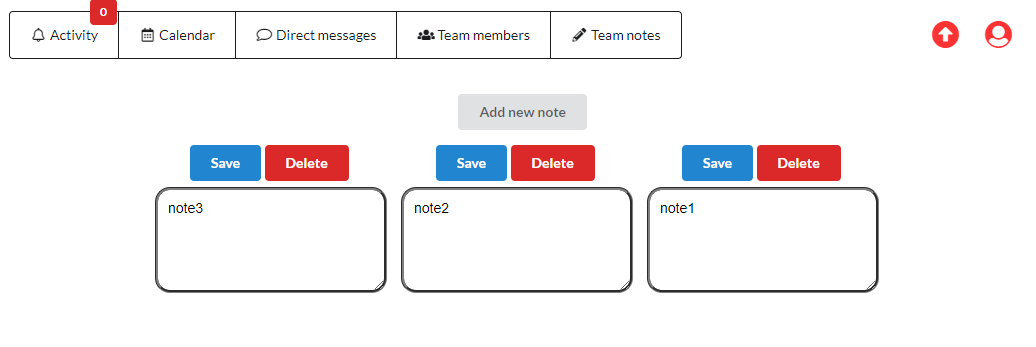 0
Activity Calendar Direct messages Team members Team notes
Add new note
Save Delete Save Delete Save Delete
note3 note2 note1